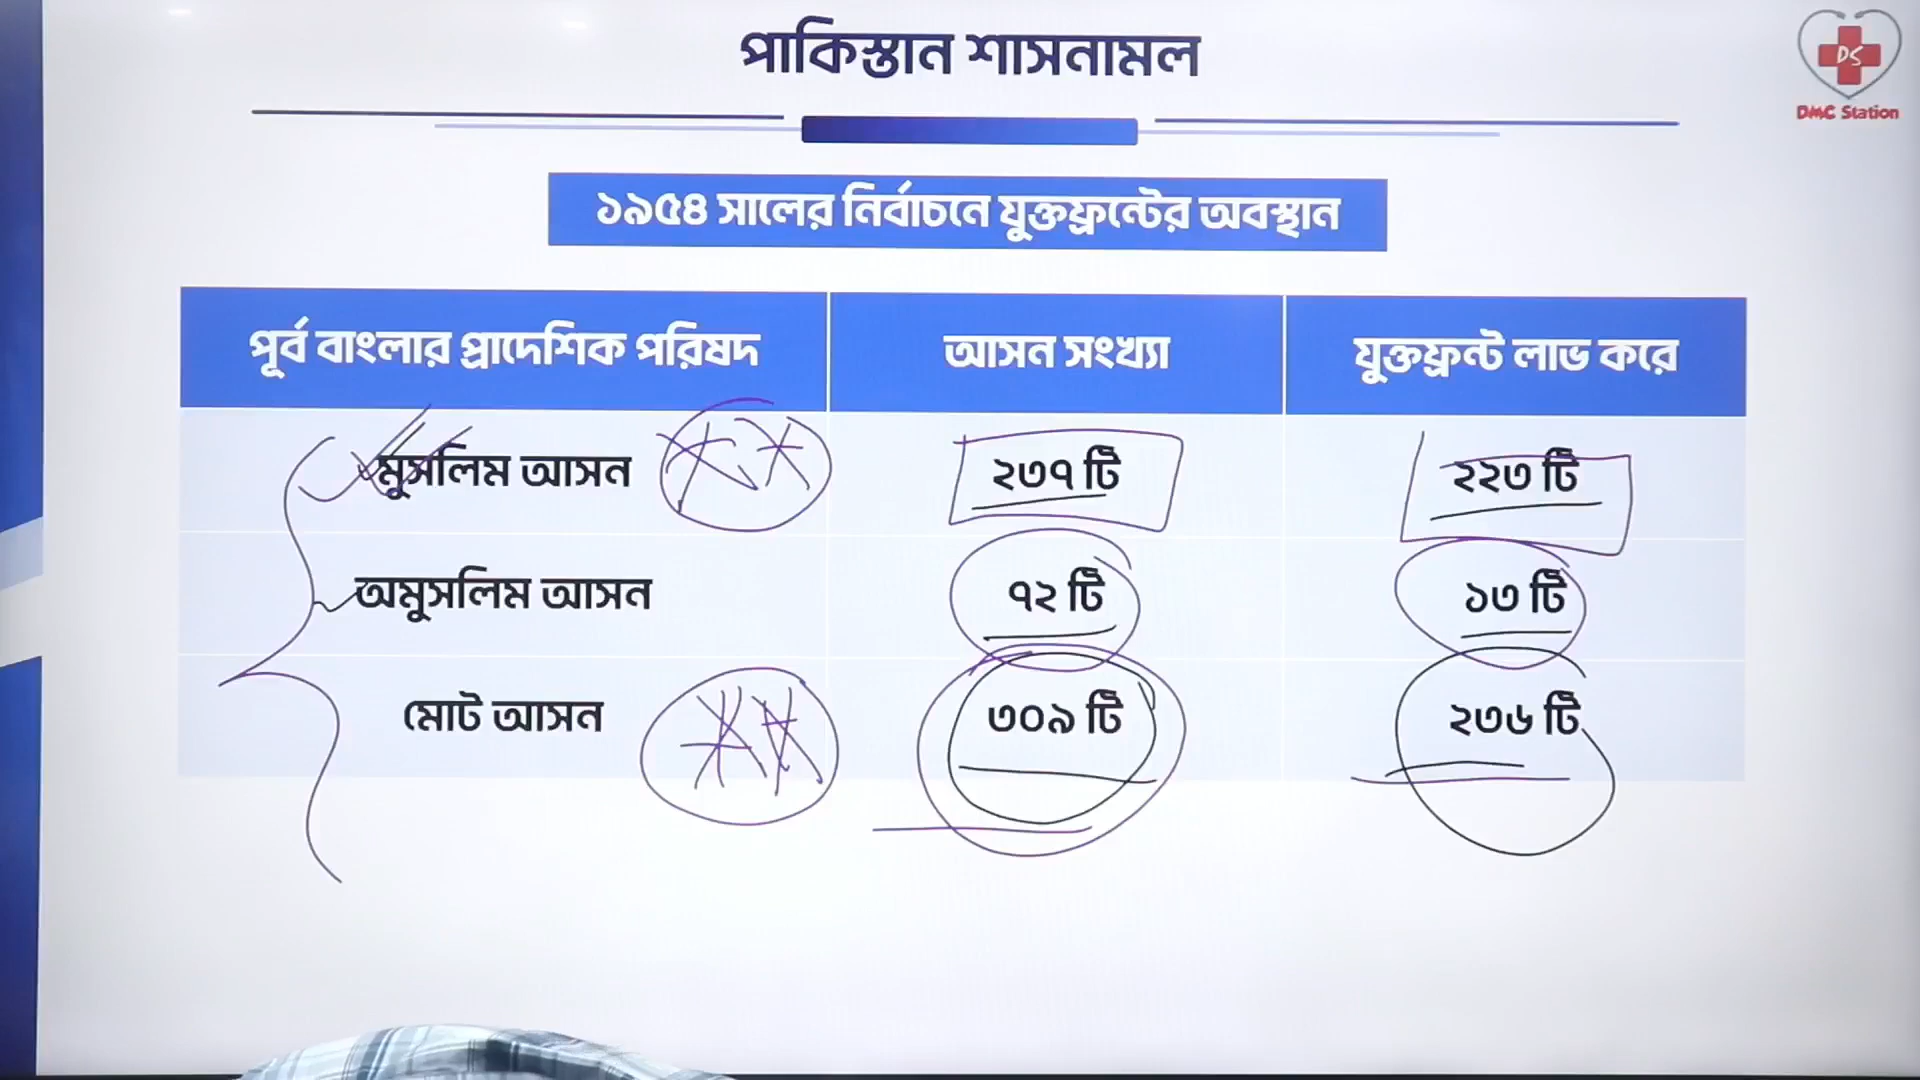 পাকিস্তান শাসনামল
DS
DMC Station
১৯৫৪ সালের নির্বাচনে যুক্তফ্রন্টের অবস্থান
পূর্ব বাংলার প্রাদেশিক পরিষদ আসন সংখ্যা যুক্তফ্রন্ট লাভ করে
মুসলিম আসন ২৩৭ টি ২২৩ টি
অমুসলিম আসন ৭২ টি ১৩ টি
মোট আসন ৩০৯ টি ২৩৬ টি